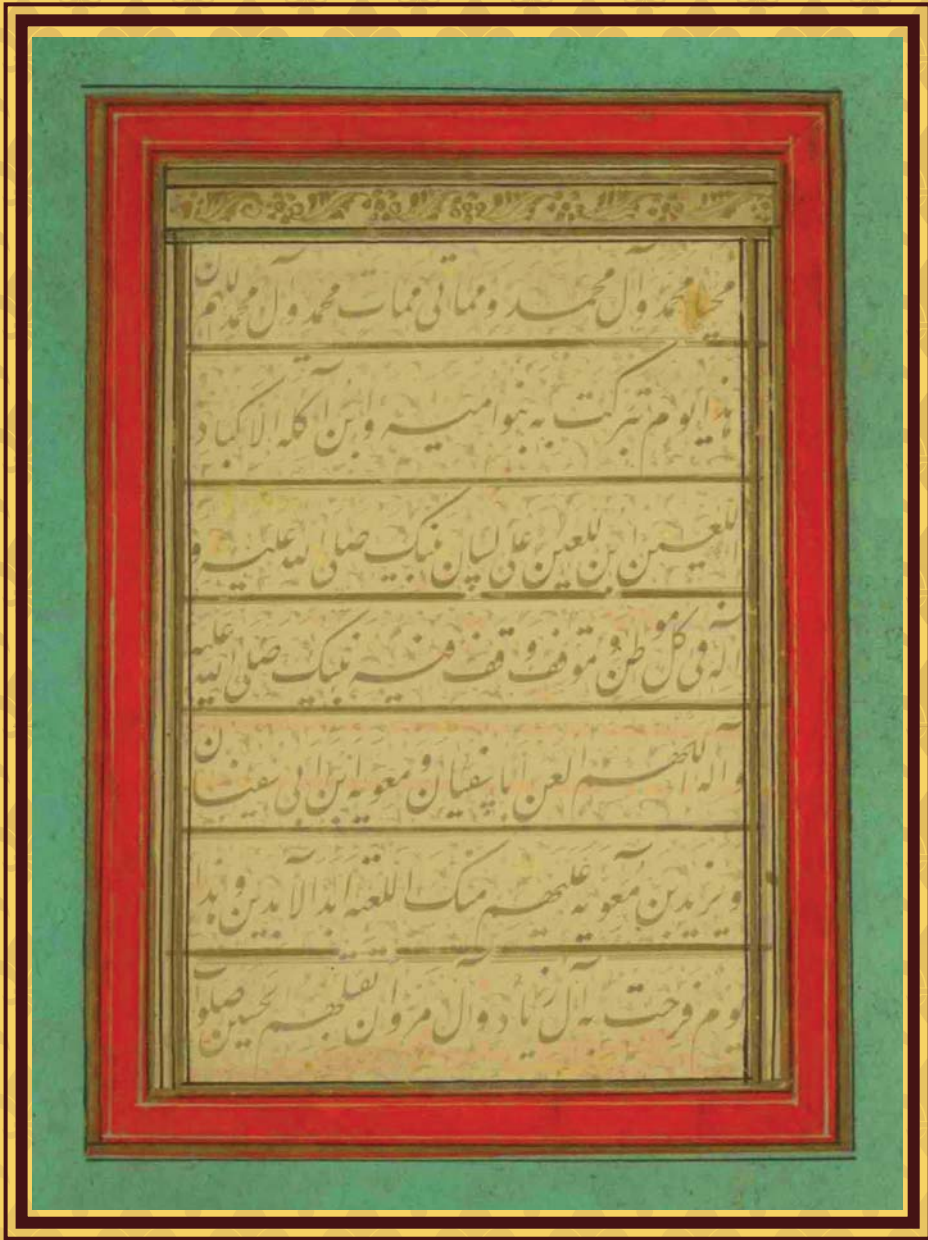 محیا محمد و آل محمد و مماتی ممات محمد و آل محمد اللهم ان
هذا یوم تبرکت به بنو امیه و ابن آکلة الاکباد
اللعین ابن اللعین علی لسان نبیک صلی الله علیه و
آله فی کل موطن و موقف وقف فیه نبیک صلی الله علیه
و آله اللهم العن ابا سفیان و معویه ابن ابی سفیان
و یزید بن معویه علیهم منک اللعنه ابد الآبدین و هذا
یوم فرحت به آل زیاد و آل مروان بقتلهم الحسین صلوات